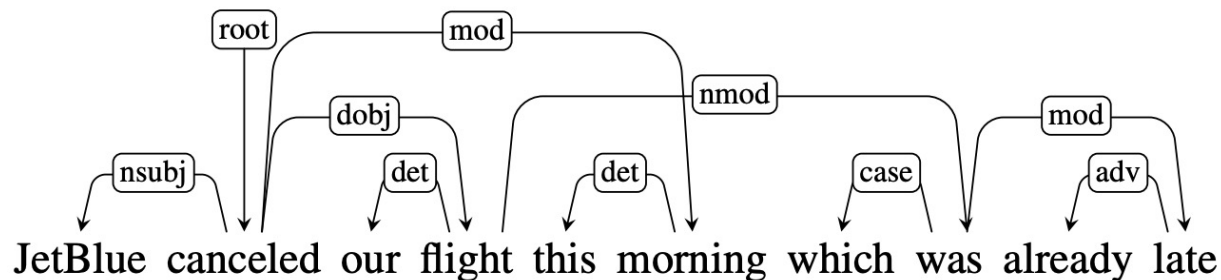 root mod
nmod
dobj mod
nsubj det det case adv
JetBlue canceled our flight this morning which was already late